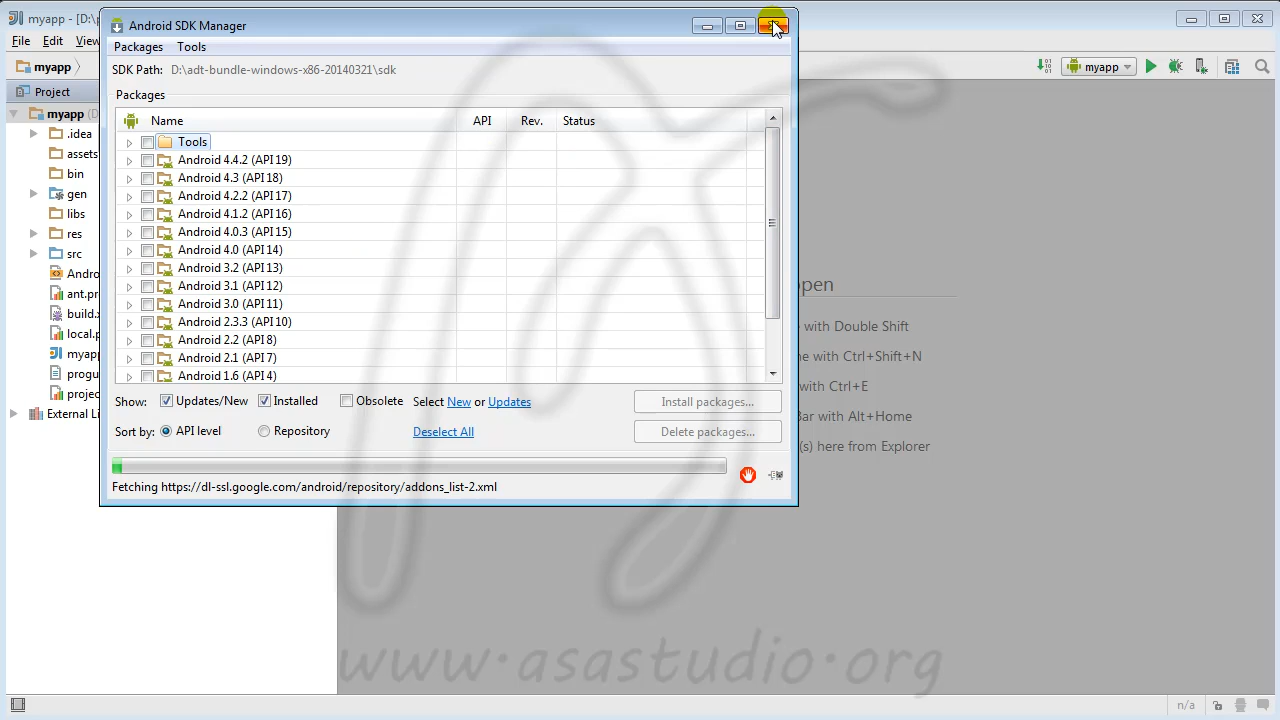 myapp - [D:\
Android SDK Manager
File Edit View
Packages Tools
myapp
SDK Path: D:\adt-bundle-windows-x86-20140321\sdk
myapp
Project
Packages
Name API Rev. Status
myapp (D:
.idea
assets
bin
gen
libs
res
src
Andro
ant.pr
build.x
local.p
myap
progu
projec
External Li
Tools
Android 4.4.2 (API 19)
Android 4.3 (API 18)
Android 4.2.2 (API 17)
Android 4.1.2 (API 16)
Android 4.0.3 (API 15)
Android 4.0 (API 14)
Android 3.2 (API 13)
Android 3.1 (API 12)
Android 3.0 (API 11)
Android 2.3.3 (API 10)
Android 2.2 (API 8)
Android 2.1 (API 7)
Android 1.6 (API 4)
Show: Updates/New Installed Obsolete Select New or Updates
Install packages...
Sort by: API level Repository Deselect All
Delete packages...
Fetching https://dl-ssl.google.com/android/repository/addons_list-2.xml
open
e with Double Shift
me with Ctrl+Shift+N
with Ctrl+E
Bar with Alt+Home
(s) here from Explorer
www.asastudio.org
n/a